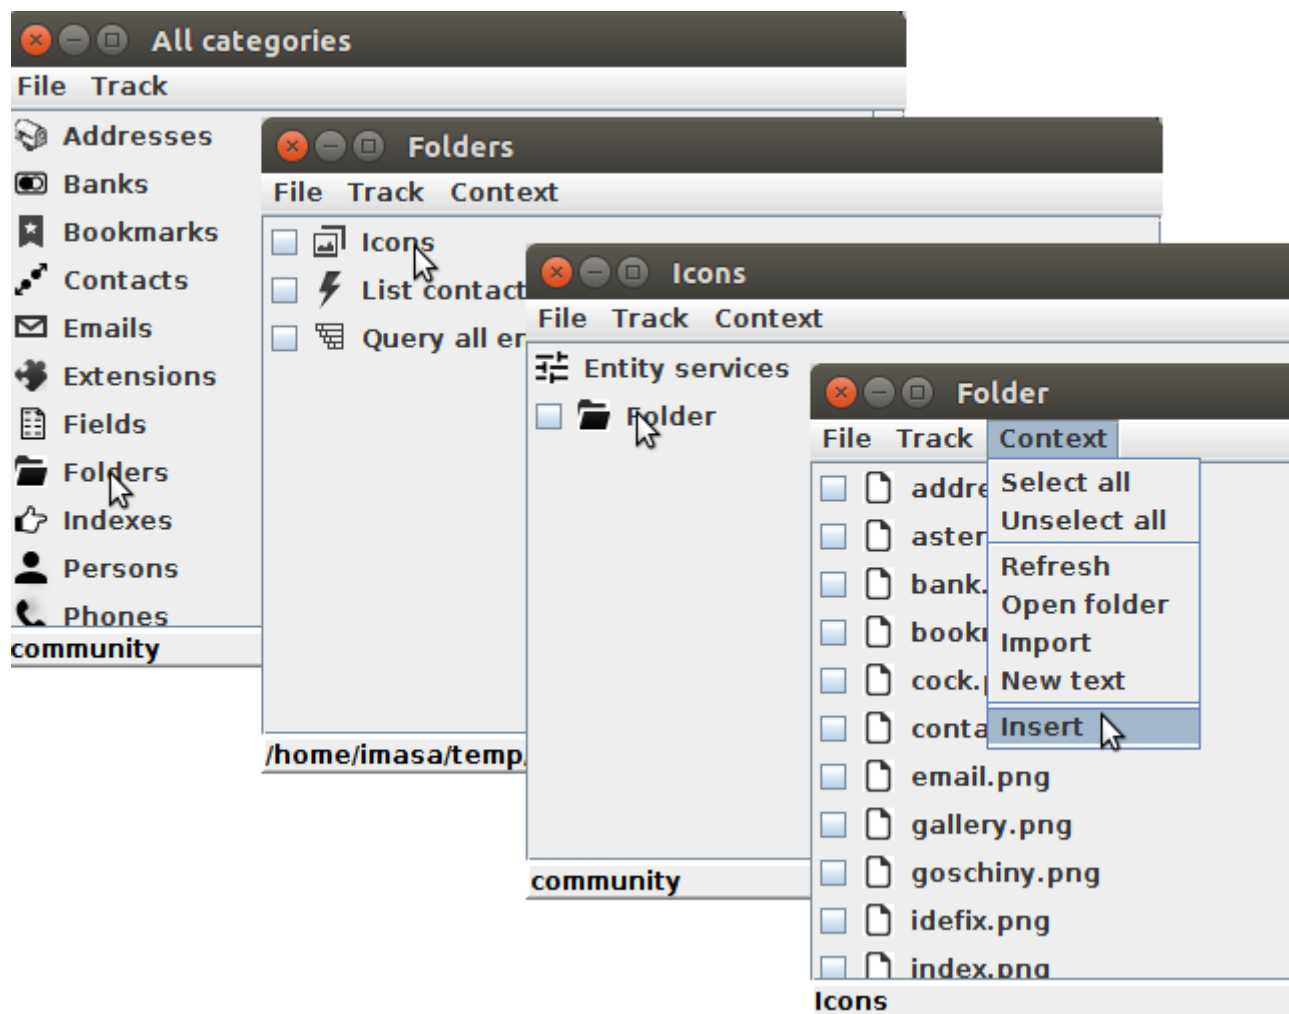 All categories
File Track
Addresses
Banks
Bookmarks
Contacts
Emails
Extensions
Fields
Folders
Indexes
Persons
Phones
community
Folders
File Track Context
Icons
List contact
Query all er
/home/imasa/temp/
Icons
File Track Context
Entity services
Folder
community
Folder
File Track Context
Select all
Unselect all
Refresh
Open folder
Import
New text
Insert
addre
aster
bank.
book
cock.
conta
email.png
gallery.png
goschiny.png
idefix.png
index.png
Icons